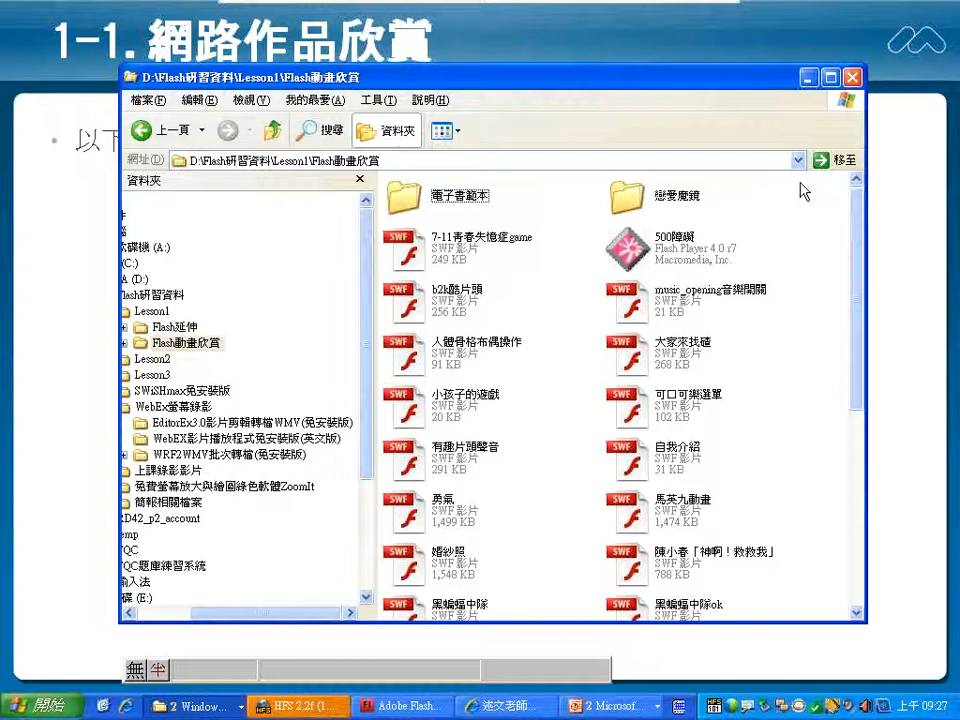 1-1.網路作品欣賞
以下
D:\Flash研習資料\Lesson1\Flash動畫欣賞
檔案(F) 編輯(E) 檢視(V) 我的最愛(A) 工具(T) 說明(H)
上一頁 搜尋 資料夾
網址(D) D:\Flash研習資料\Lesson1\Flash動畫欣賞 移至
資料夾
軟碟機 (A:)
(C:)
A (D:)
Flash研習資料
Lesson1
Flash延伸
Flash動畫欣賞
Lesson2
Lesson3
SWiSHmax免安裝版
WebEx螢幕錄影
EditorEx3.0影片剪輯轉檔WMV(免安裝版)
WebEX影片播放程式免安裝版(英文版)
WRF2WMV批次轉檔(免安裝版)
上課錄影影片
免費螢幕放大與繪圖綠色軟體ZoomIt
簡報相關檔案
RD42_p2_account
emp
QC
QC題庫練習系統
輸入法
碟 (E:)
電子書範本
戀愛魔鏡
7-11青春失憶症game
SWF 影片
249 KB
500障礙
Flash Player 4.0 r7
Macromedia, Inc.
b2k酷片頭
SWF 影片
256 KB
music_opening音樂開關
SWF 影片
21 KB
人體骨格布偶操作
SWF 影片
91 KB
大家來找碴
SWF 影片
268 KB
小孩子的遊戲
SWF 影片
20 KB
可口可樂選單
SWF 影片
102 KB
有趣片頭聲音
SWF 影片
291 KB
自我介紹
SWF 影片
31 KB
勇氣
SWF 影片
1,499 KB
馬英九動畫
SWF 影片
1,474 KB
婚紗照
SWF 影片
1,548 KB
陳小春「神啊！救救我」
SWF 影片
788 KB
黑蝙蝠中隊
SWF 影片
黑蝙蝠中隊ok
SWF 影片
無 半
開始 2 Window... HFS 2.2f (1... Adobe Flash... 2 Microsof... 上午 09:27